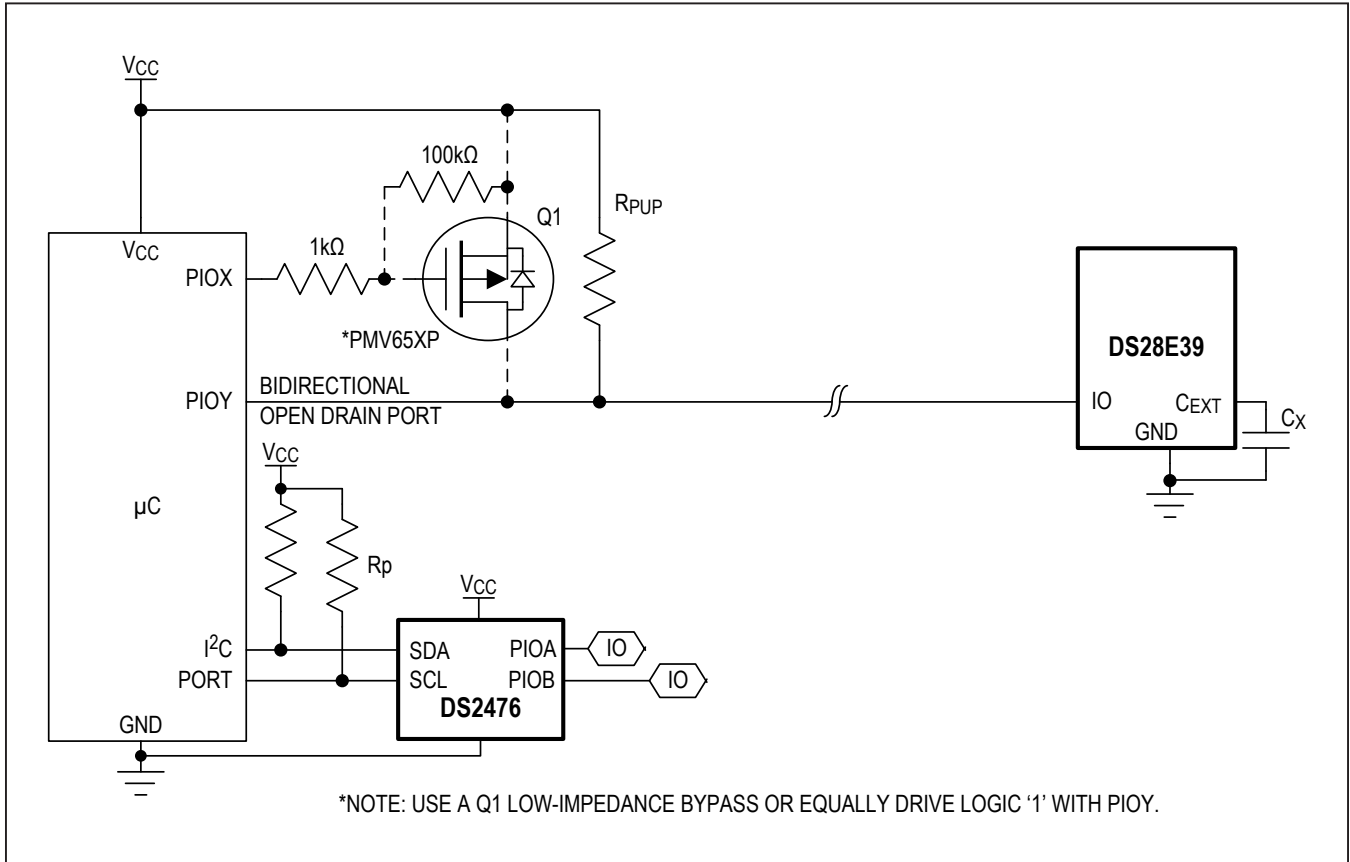 VCC
100kΩ
Q1
RPUP
1kΩ
VCC
PIOX
*PMV65XP
DS28E39
PIOY
BIDIRECTIONAL
OPEN DRAIN PORT
IO
CEXT
CX
GND
VCC
µC
Rp
VCC
I²C
SDA
PIOA
IO
PORT
SCL
PIOB
IO
DS2476
GND
*NOTE: USE A Q1 LOW-IMPEDANCE BYPASS OR EQUALLY DRIVE LOGIC ‘1’ WITH PIOY.